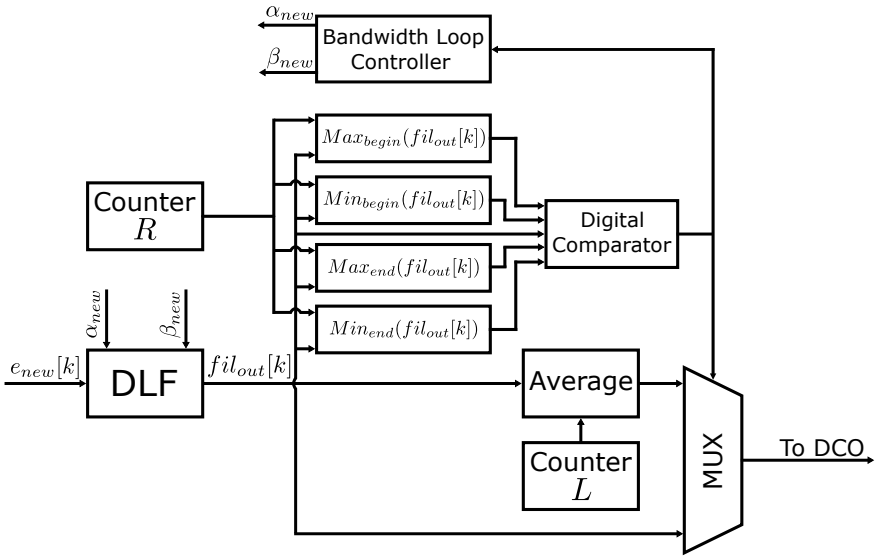 α_new
Bandwidth Loop
Controller
β_new
Max_begin(fil_out[k])
Counter
R
Min_begin(fil_out[k])
Digital
Comparator
Max_end(fil_out[k])
α_new
β_new
Min_end(fil_out[k])
e_new[k]
DLF
fil_out[k]
Average
MUX
To DCO
Counter
L